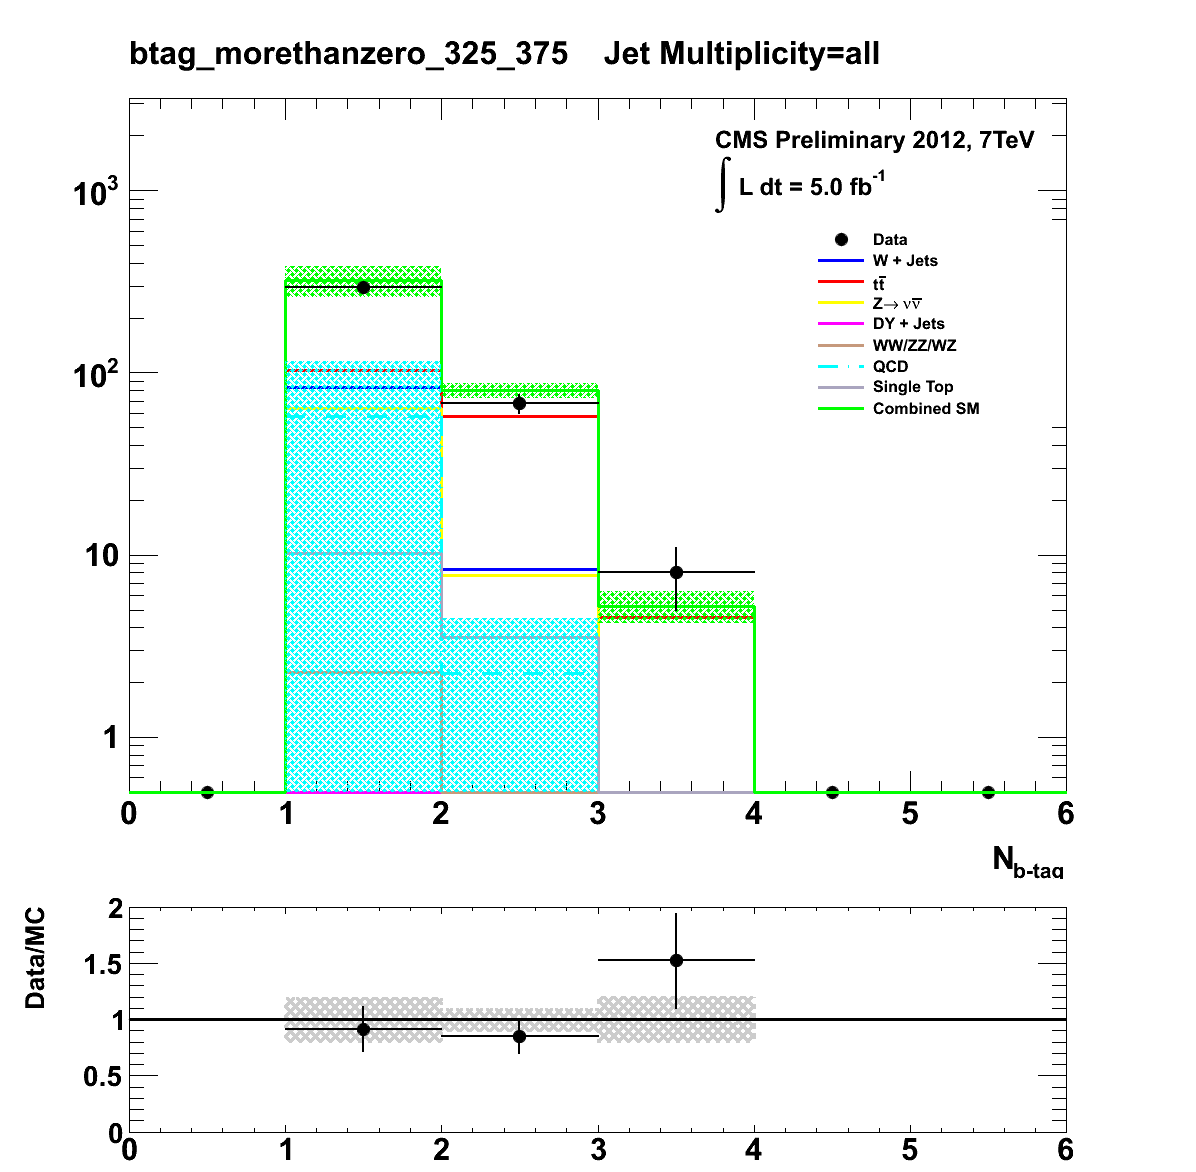 btag_morethanzero_325_375 Jet Multiplicity=all
CMS Preliminary 2012, 7TeV
∫ L dt = 5.0 fb⁻¹
Data
W + Jets
tt̅
Z→ νν̅
DY + Jets
WW/ZZ/WZ
QCD
Single Top
Combined SM
10³
10²
10
1
0 1 2 3 4 5 6
N_b-tag
Data/MC
2
1.5
1
0.5
0
0 1 2 3 4 5 6